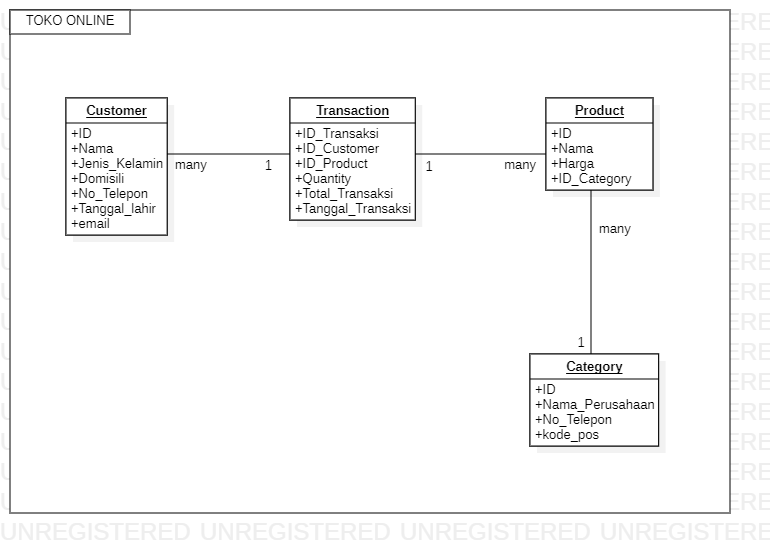 TOKO ONLINE
Customer
+ID
+Nama
+Jenis_Kelamin
+Domisili
+No_Telepon
+Tanggal_lahir
+email
many
1
Transaction
+ID_Transaksi
+ID_Customer
+ID_Product
+Quantity
+Total_Transaksi
+Tanggal_Transaksi
1
many
Product
+ID
+Nama
+Harga
+ID_Category
many
1
Category
+ID
+Nama_Perusahaan
+No_Telepon
+kode_pos
UNREGISTERED UNREGISTERED UNREGISTERED UNREGISTERED